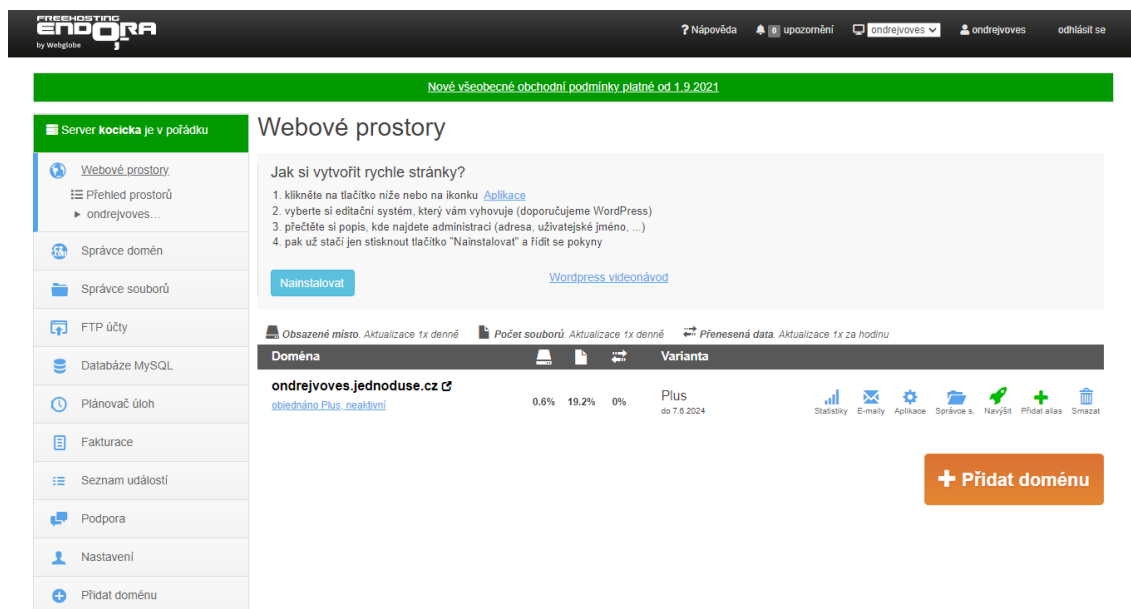 FREEHOSTING
ENDORA
by Webglobe
? Nápověda 0 upozornění ondrejvoves ondrejvoves odhlásit se
Nové všeobecné obchodní podmínky platné od 1.9.2021
Server kocicka je v pořádku
Webové prostory
Přehled prostorů
ondrejvoves...
Správce domén
Správce souborů
FTP účty
Databáze MySQL
Plánovač úloh
Fakturace
Seznam událostí
Podpora
Nastavení
Přidat doménu
Webové prostory
Jak si vytvořit rychle stránky?
1. klikněte na tlačítko níže nebo na ikonku Aplikace
2. vyberte si editační systém, který vám vyhovuje (doporučujeme WordPress)
3. přečtěte si popis, kde najdete administraci (adresa, uživatejské jméno, ...)
4. pak už stačí jen stisknout tlačítko "Nainstalovat" a řídit se pokyny
Nainstalovat Wordpress videonávod
Obsazené místo. Aktualizace 1x denně Počet souborů. Aktualizace 1x denně Přenesená data. Aktualizace 1x za hodinu
Doména Varianta
ondrejvoves.jednoduse.cz
objednáno Plus, neaktivní
0.6% 19.2% 0%
Plus
do 7.6.2024
Statistiky E-maily Aplikace Správce s. Navýšit Přidat alias Smazat
+ Přidat doménu